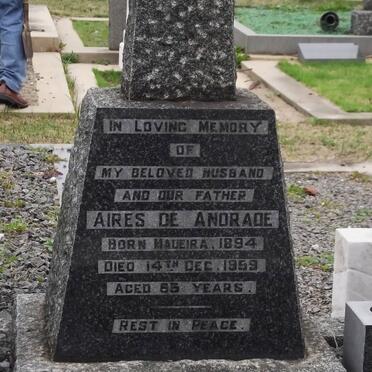 IN LOVING MEMORY
OF
MY BELOVED HUSBAND
AND OUR FATHER
AIRES DE ANDRADE
BORN MADEIRA. 1894
DIED 14TH DEC. 1959
AGED 65 YEARS.
REST IN PEACE.